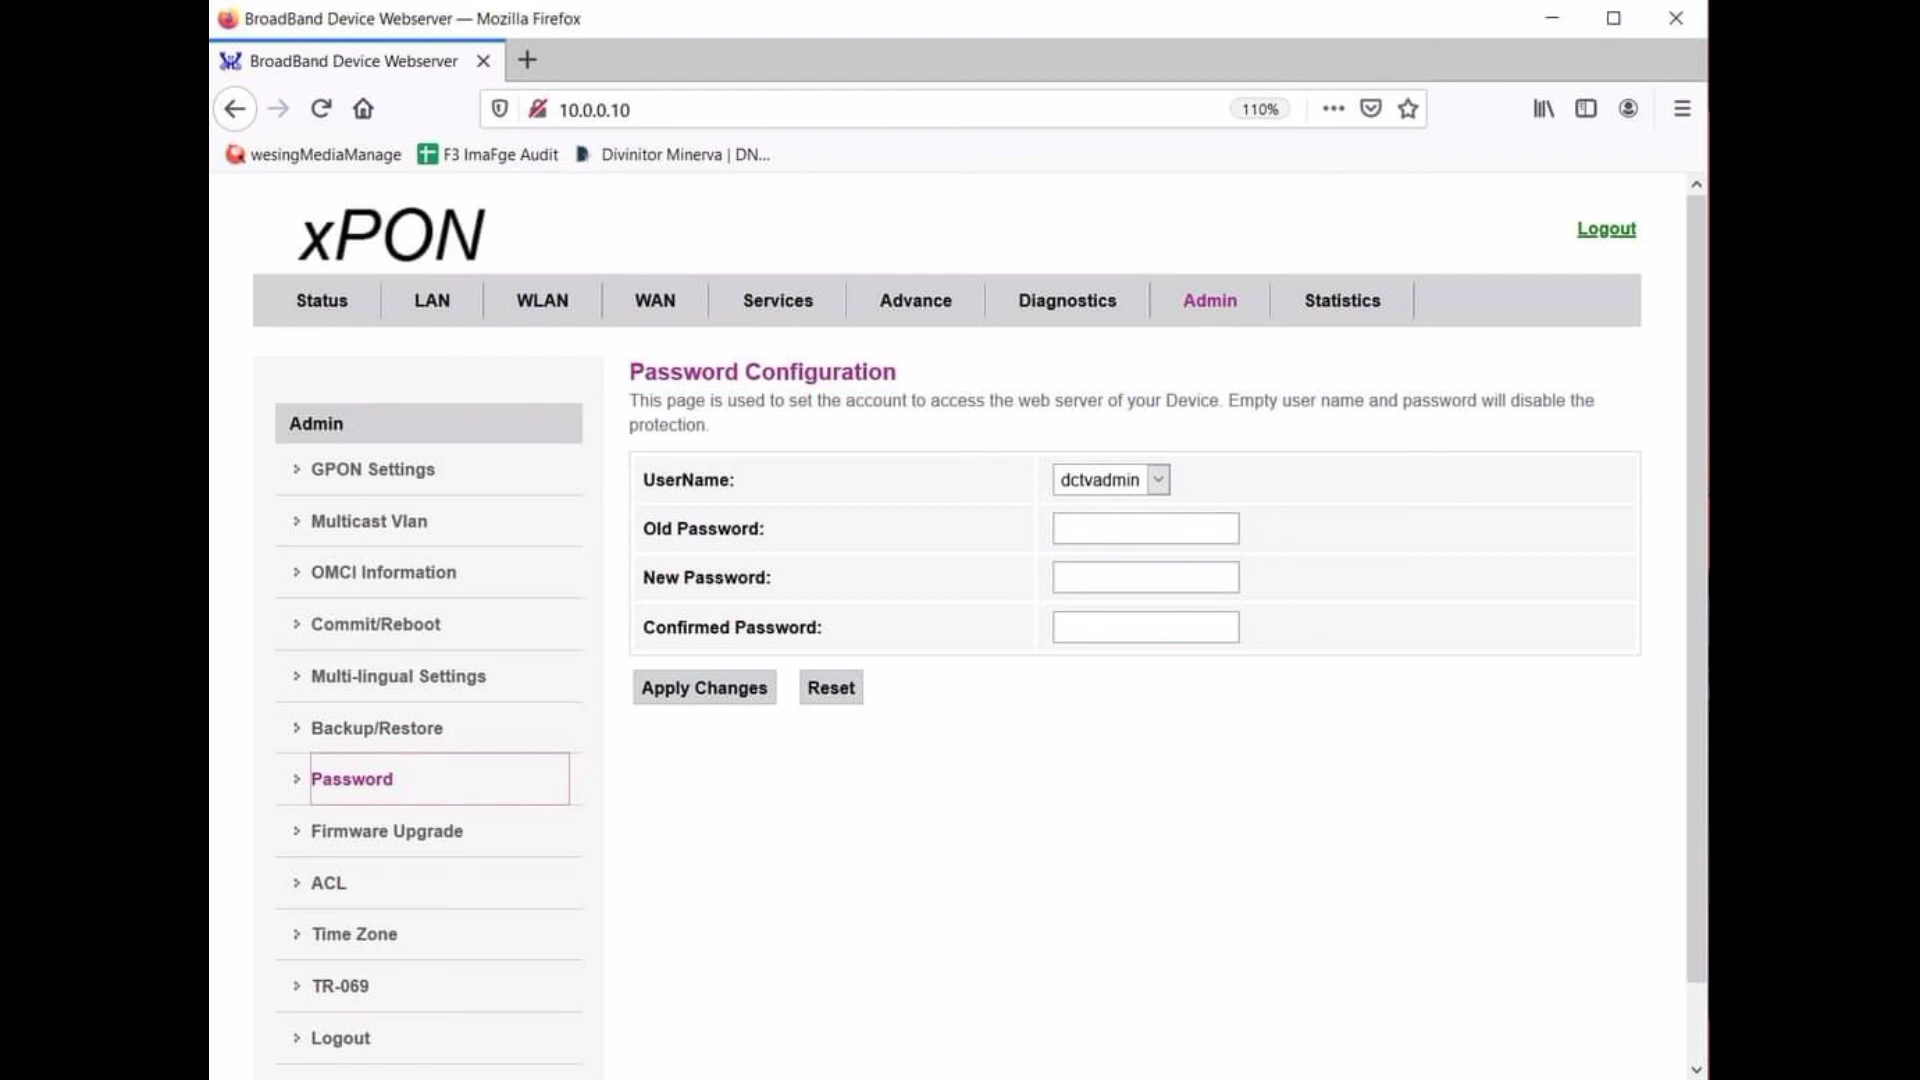 BroadBand Device Webserver — Mozilla Firefox
BroadBand Device Webserver
10.0.0.10
110%
wesingMediaManage
F3 ImaFge Audit
Divinitor Minerva | DN...
xPON
Logout
Status
LAN
WLAN
WAN
Services
Advance
Diagnostics
Admin
Statistics
Admin
GPON Settings
Multicast Vlan
OMCI Information
Commit/Reboot
Multi-lingual Settings
Backup/Restore
Password
Firmware Upgrade
ACL
Time Zone
TR-069
Logout
Password Configuration
This page is used to set the account to access the web server of your Device. Empty user name and password will disable the
protection.
UserName:
dctvadmin
Old Password:
New Password:
Confirmed Password:
Apply Changes
Reset